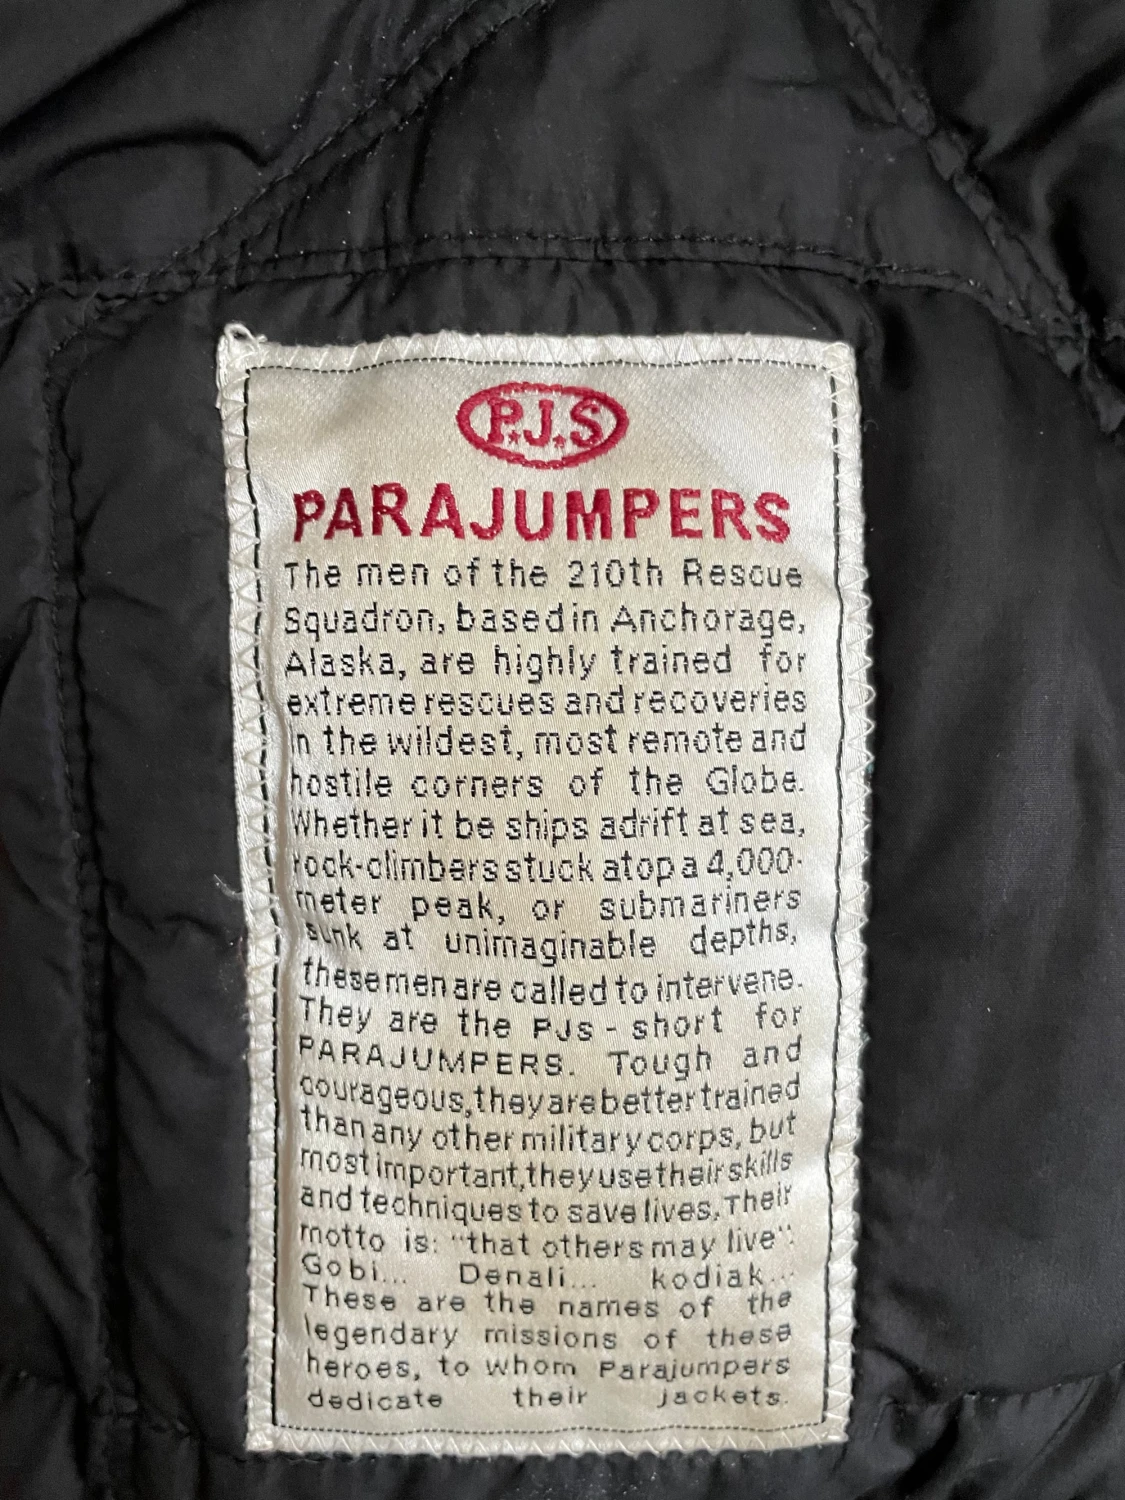 P.J.S
PARAJUMPERS
The men of the 210th Rescue
Squadron, based in Anchorage,
Alaska, are highly trained for
extreme rescues and recoveries
in the wildest, most remote and
hostile corners of the Globe.
Whether it be ships adrift at sea,
rock-climbers stuck atop a 4,000-
meter peak, or submariners
sunk at unimaginable depths,
these men are called to intervene.
They are the PJs - short for
PARAJUMPERS. Tough and
courageous, they are better trained
than any other military corps, but
most important, they use their skills
and techniques to save lives. Their
motto is: "that others may live".
Gobi... Denali... kodiak...
These are the names of the
legendary missions of these
heroes, to whom Parajumpers
dedicate their jackets.